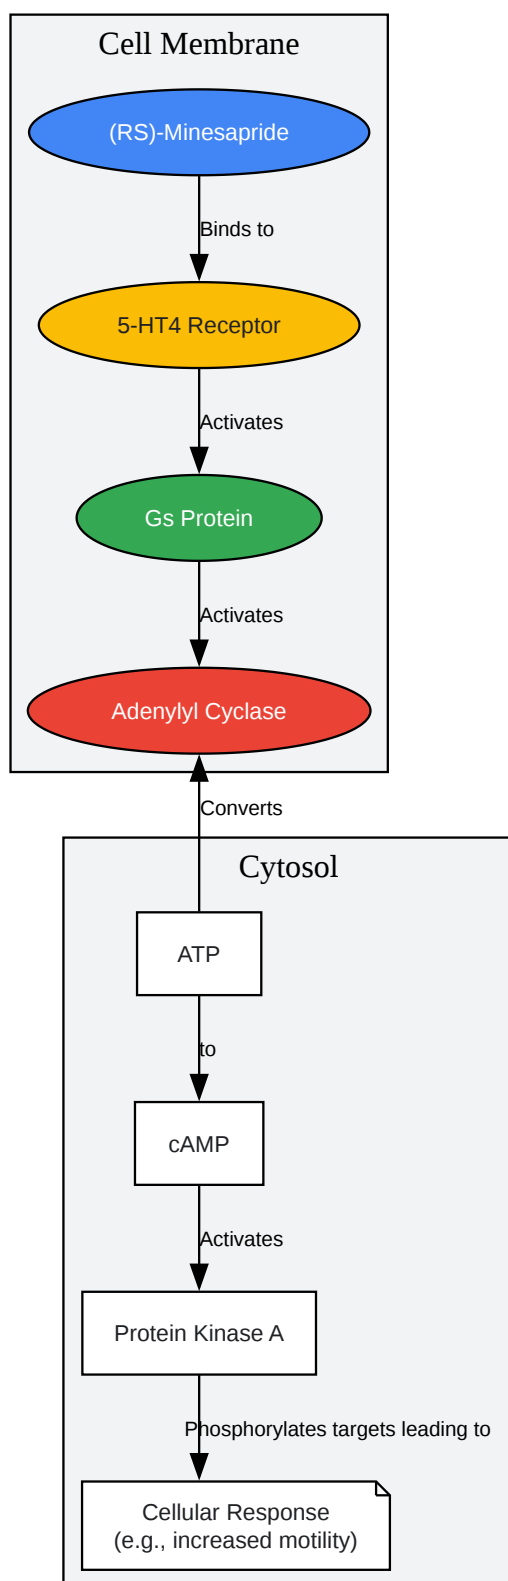 Cell Membrane
(RS)-Minesapride
Binds to
5-HT4 Receptor
Activates
Gs Protein
Activates
Adenylyl Cyclase
Converts
Cytosol
ATP
to
cAMP
Activates
Protein Kinase A
Phosphorylates targets leading to
Cellular Response
(e.g., increased motility)